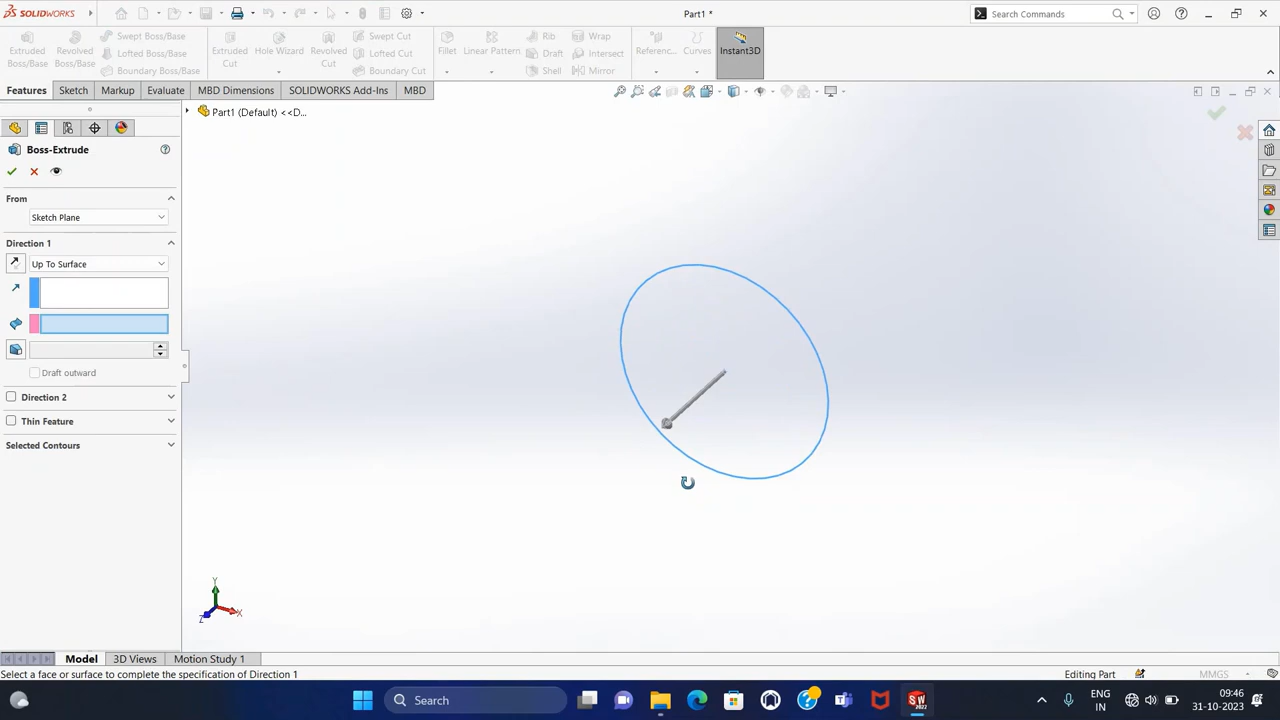 SOLIDWORKS
Part1 *
Search Commands
Extruded Boss/Base
Revolved Boss/Base
Swept Boss/Base
Lofted Boss/Base
Boundary Boss/Base
Extruded Cut
Hole Wizard
Revolved Cut
Swept Cut
Lofted Cut
Boundary Cut
Fillet
Linear Pattern
Rib
Draft
Shell
Wrap
Intersect
Mirror
Referenc...
Curves
Instant3D
Features
Sketch
Markup
Evaluate
MBD Dimensions
SOLIDWORKS Add-Ins
MBD
Part1 (Default) <<D...
Boss-Extrude
From
Sketch Plane
Direction 1
Up To Surface
Draft outward
Direction 2
Thin Feature
Selected Contours
Y
X
Z
Model
3D Views
Motion Study 1
Select a face or surface to complete the specification of Direction 1
Editing Part
MMGS
Search
SW
2022
ENG
IN
09:46
31-10-2023